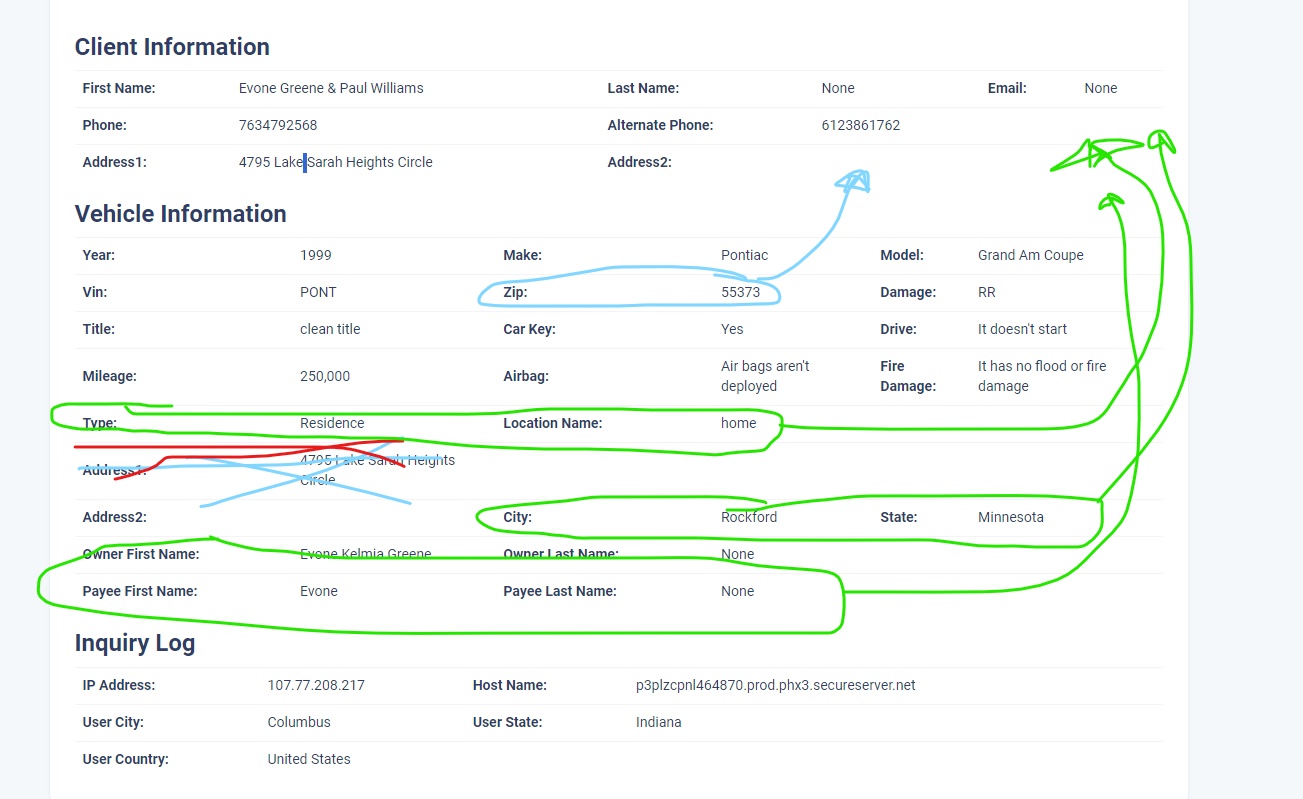 Client Information
First Name: Evone Greene & Paul Williams Last Name: None Email: None
Phone: 7634792568 Alternate Phone: 6123861762
Address1: 4795 Lake Sarah Heights Circle Address2:
Vehicle Information
Year: 1999 Make: Pontiac Model: Grand Am Coupe
Vin: PONT Zip: 55373 Damage: RR
Title: clean title Car Key: Yes Drive: It doesn't start
Mileage: 250,000 Airbag: Air bags aren't deployed Fire Damage: It has no flood or fire damage
Type: Residence Location Name: home
Address1: 4795 Lake Sarah Heights Circle
Address2: City: Rockford State: Minnesota
Owner First Name: Evone Kelmia Greene Owner Last Name: None
Payee First Name: Evone Payee Last Name: None
Inquiry Log
IP Address: 107.77.208.217 Host Name: p3plzcpnl464870.prod.phx3.secureserver.net
User City: Columbus User State: Indiana
User Country: United States